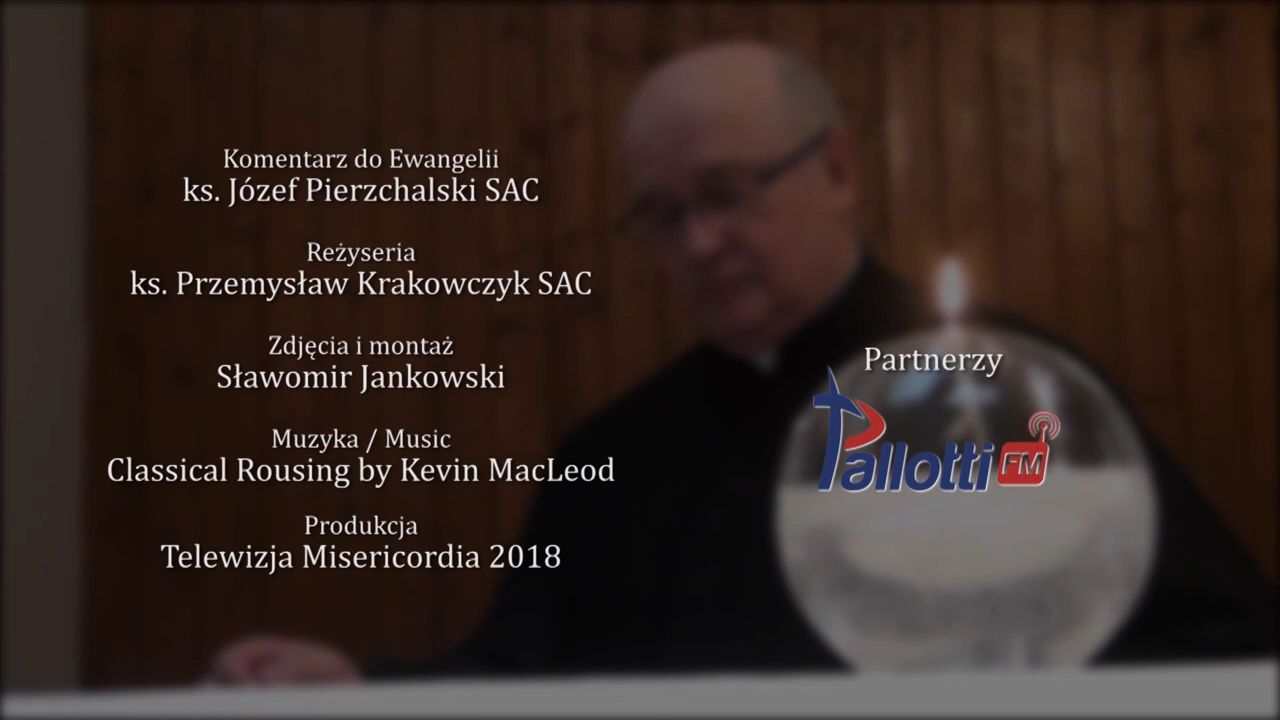 Komentarz do Ewangelii
ks. Józef Pierzchalski SAC
Reżyseria
ks. Przemysław Krakowczyk SAC
Zdjęcia i montaż
Sławomir Jankowski
Muzyka / Music
Classical Rousing by Kevin MacLeod
Produkcja
Telewizja Misericordia 2018
Partnerzy
Pallotti FM